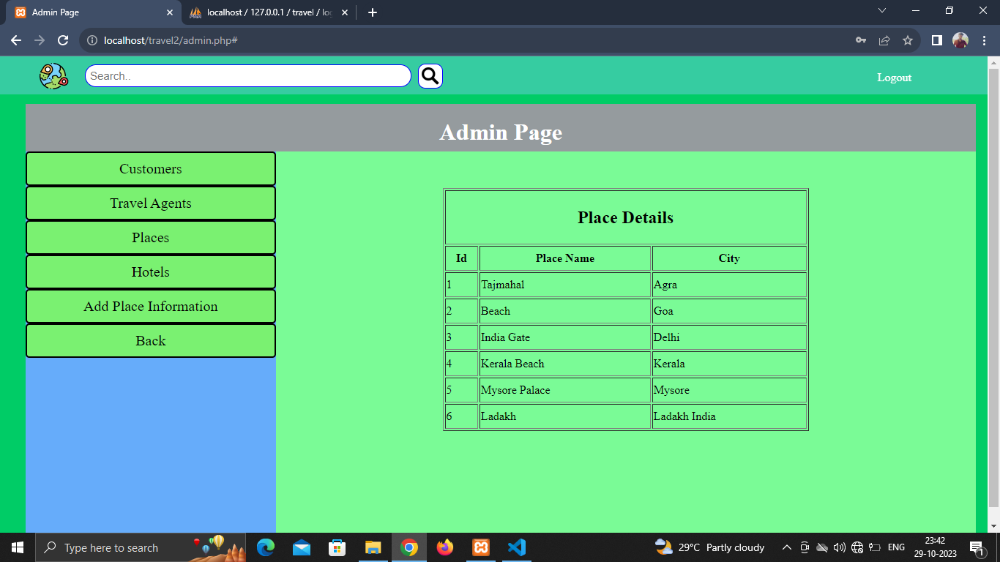 Admin Page
localhost / 127.0.0.1 / travel / log
localhost/travel2/admin.php#
Search..
Logout
Admin Page
Customers
Travel Agents
Places
Hotels
Add Place Information
Back
Place Details
Id Place Name City
1 Tajmahal Agra
2 Beach Goa
3 India Gate Delhi
4 Kerala Beach Kerala
5 Mysore Palace Mysore
6 Ladakh Ladakh India
Type here to search
29°C Partly cloudy
ENG
23:42
29-10-2023
1